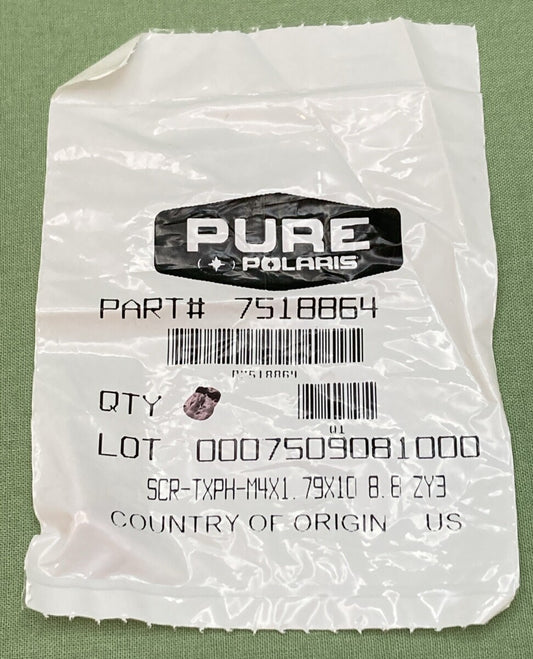 PURE
POLARIS
PART# 7518864
QTY
01
LOT 0007509081000
SCR-TXPH-M4X1.79X10 8.8 ZY3
COUNTRY OF ORIGIN US